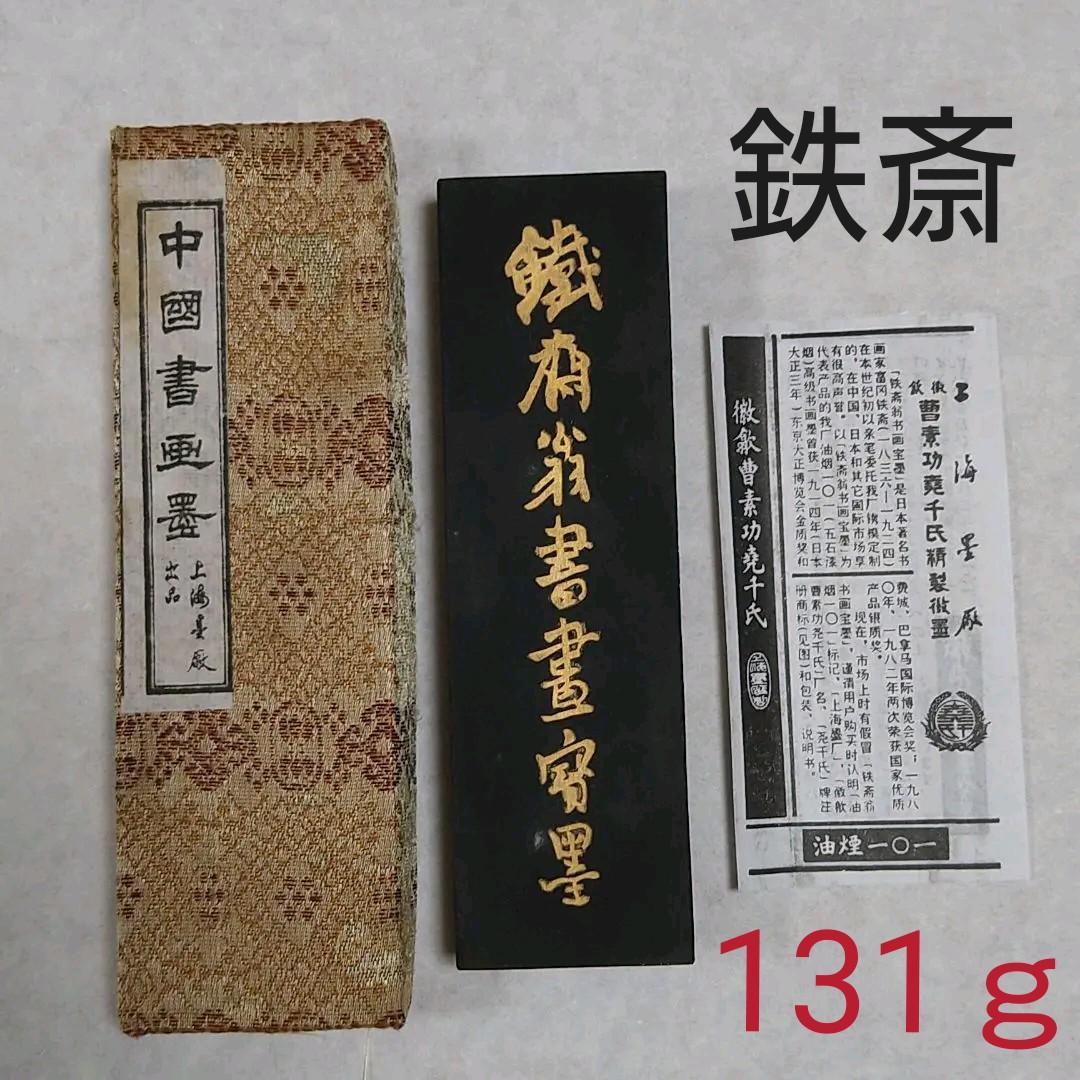 鉄斎
中國書画墨
上海墨厰
出品
鐵齋翁書畫寳墨
上海墨厰
徽歙曹素功堯千氏精製徽墨
「铁斋翁书画宝墨」是日本著名书
画家富冈铁斋(一八三六—一九二四)
在本世纪初以亲笔委托我厂镌模定制
的，在中国、日本和其它国际市场享
有很高声誉。以「铁斋翁书画宝墨」为
代表产品的我厂油烟一〇一(五石漆
烟)高级书画墨曾获一九一四年(日本
大正三年)东京大正博览会金质奖和
费城、巴拿马国际博览会奖；一九八
〇年、一九八二年两次荣获国家优质
产品银质奖。
现在，市场上时有假冒「铁斋翁
书画宝墨」，谨请用户购买时认明「油
烟一〇一」标记、「上海墨厂」、「徽歙
曹素功尧千氏」厂名、「尧千氏」牌注
册商标(见图)和包装、说明书。
徽歙曹素功堯千氏
油煙一〇一
131g